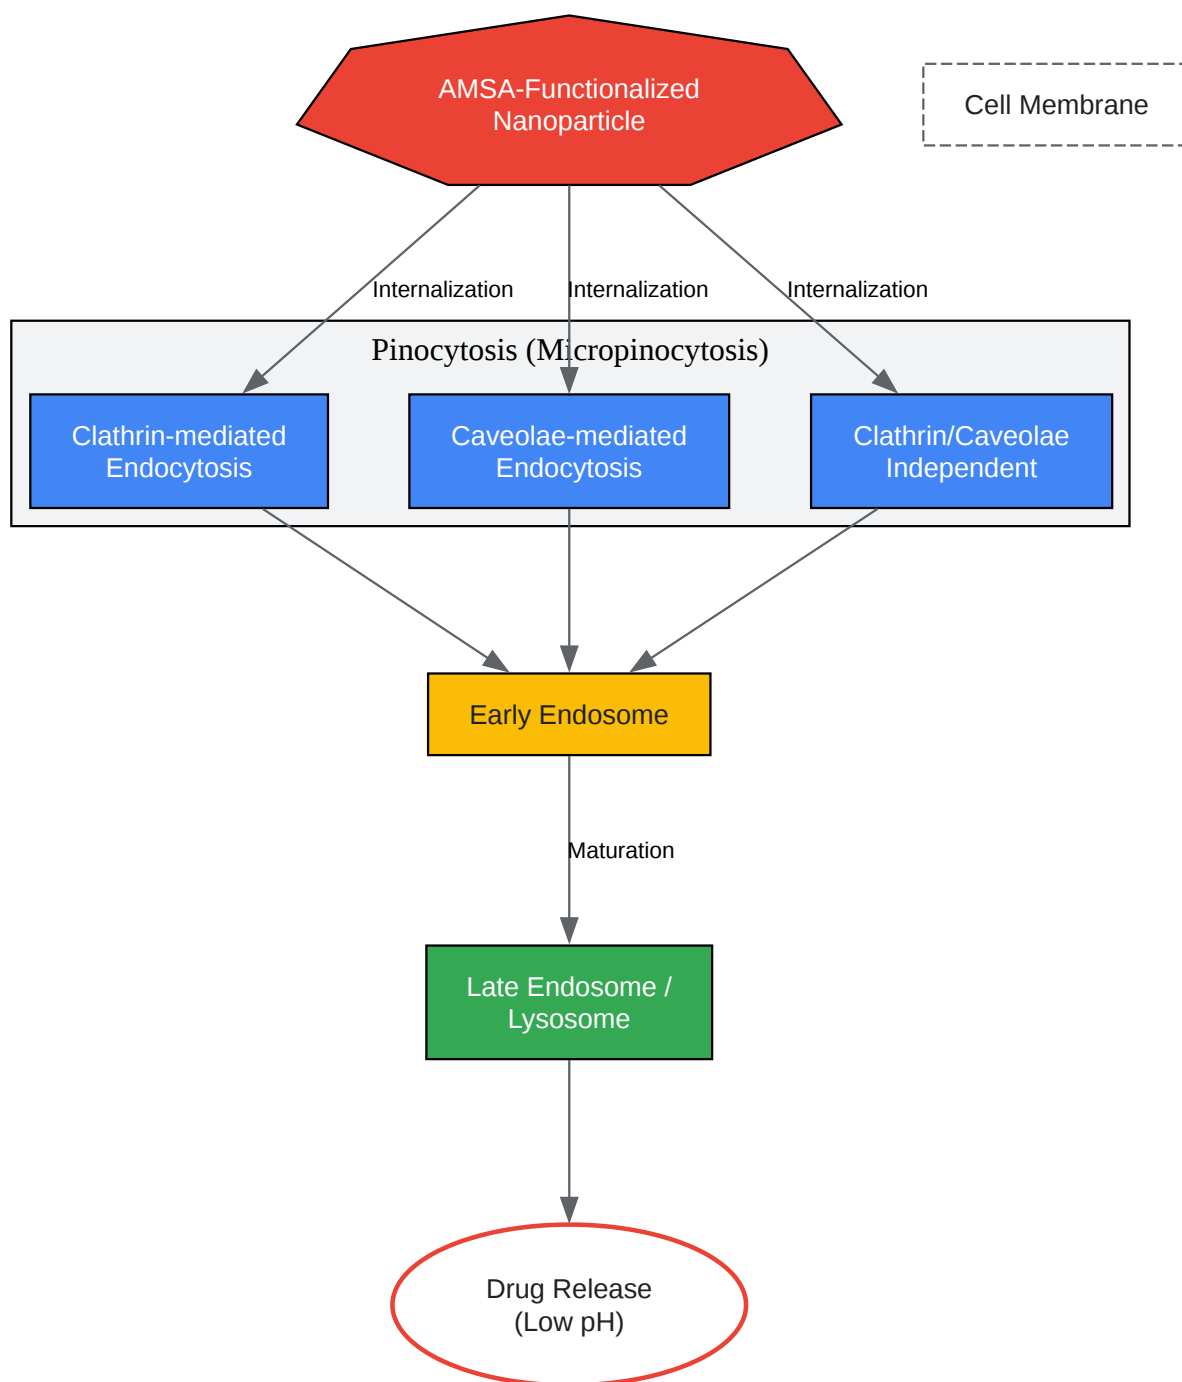 AMSA-Functionalized
Nanoparticle
Cell Membrane
Internalization
Internalization
Internalization
Pinocytosis (Micropinocytosis)
Clathrin-mediated
Endocytosis
Caveolae-mediated
Endocytosis
Clathrin/Caveolae
Independent
Early Endosome
Maturation
Late Endosome /
Lysosome
Drug Release
(Low pH)